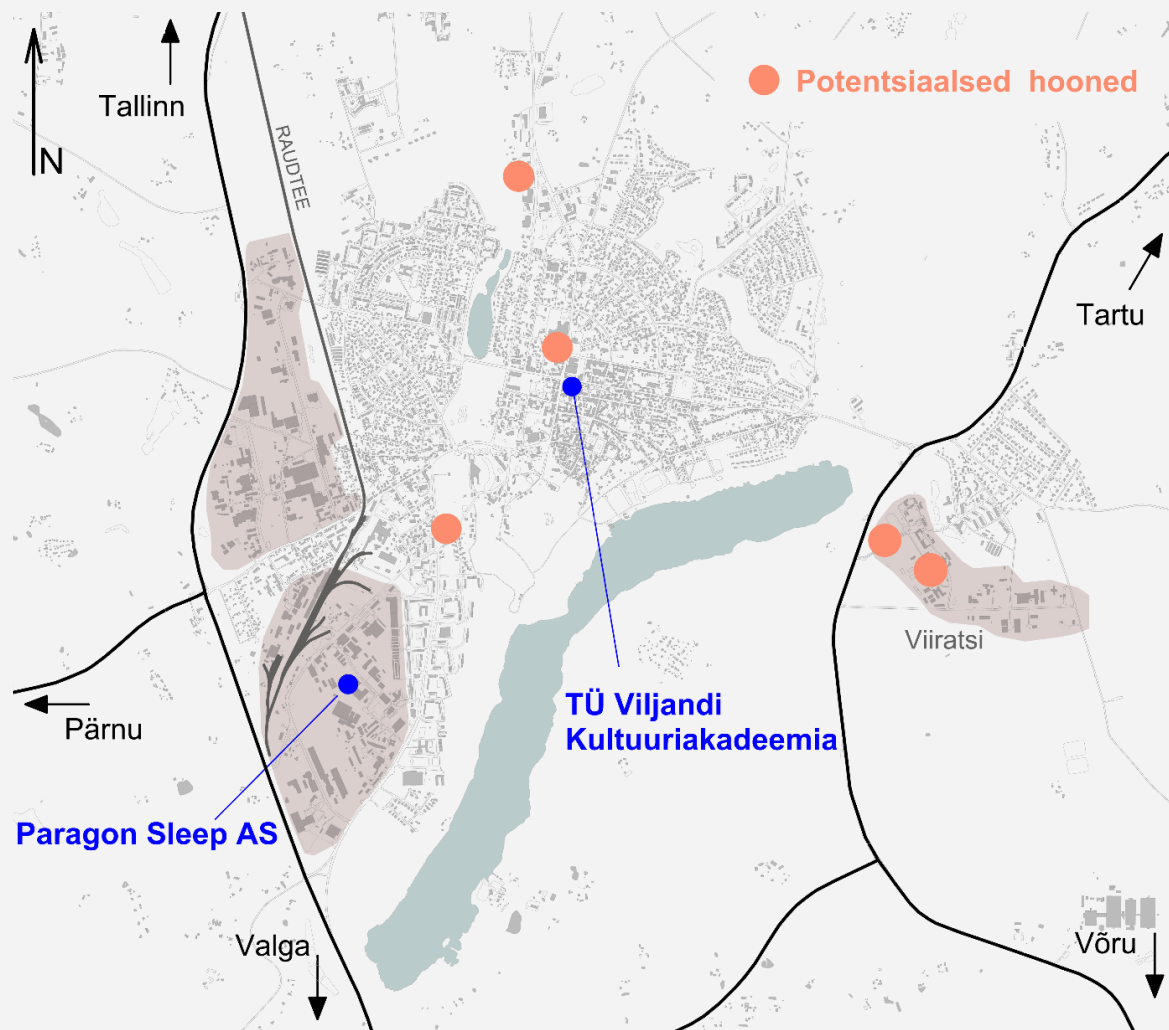 Tallinn
N
RAUDTEE
Potentsiaalsed hooned
Tartu
Viiratsi
Pärnu
TÜ Viljandi
Kultuuriakadeemia
Paragon Sleep AS
Valga
Võru